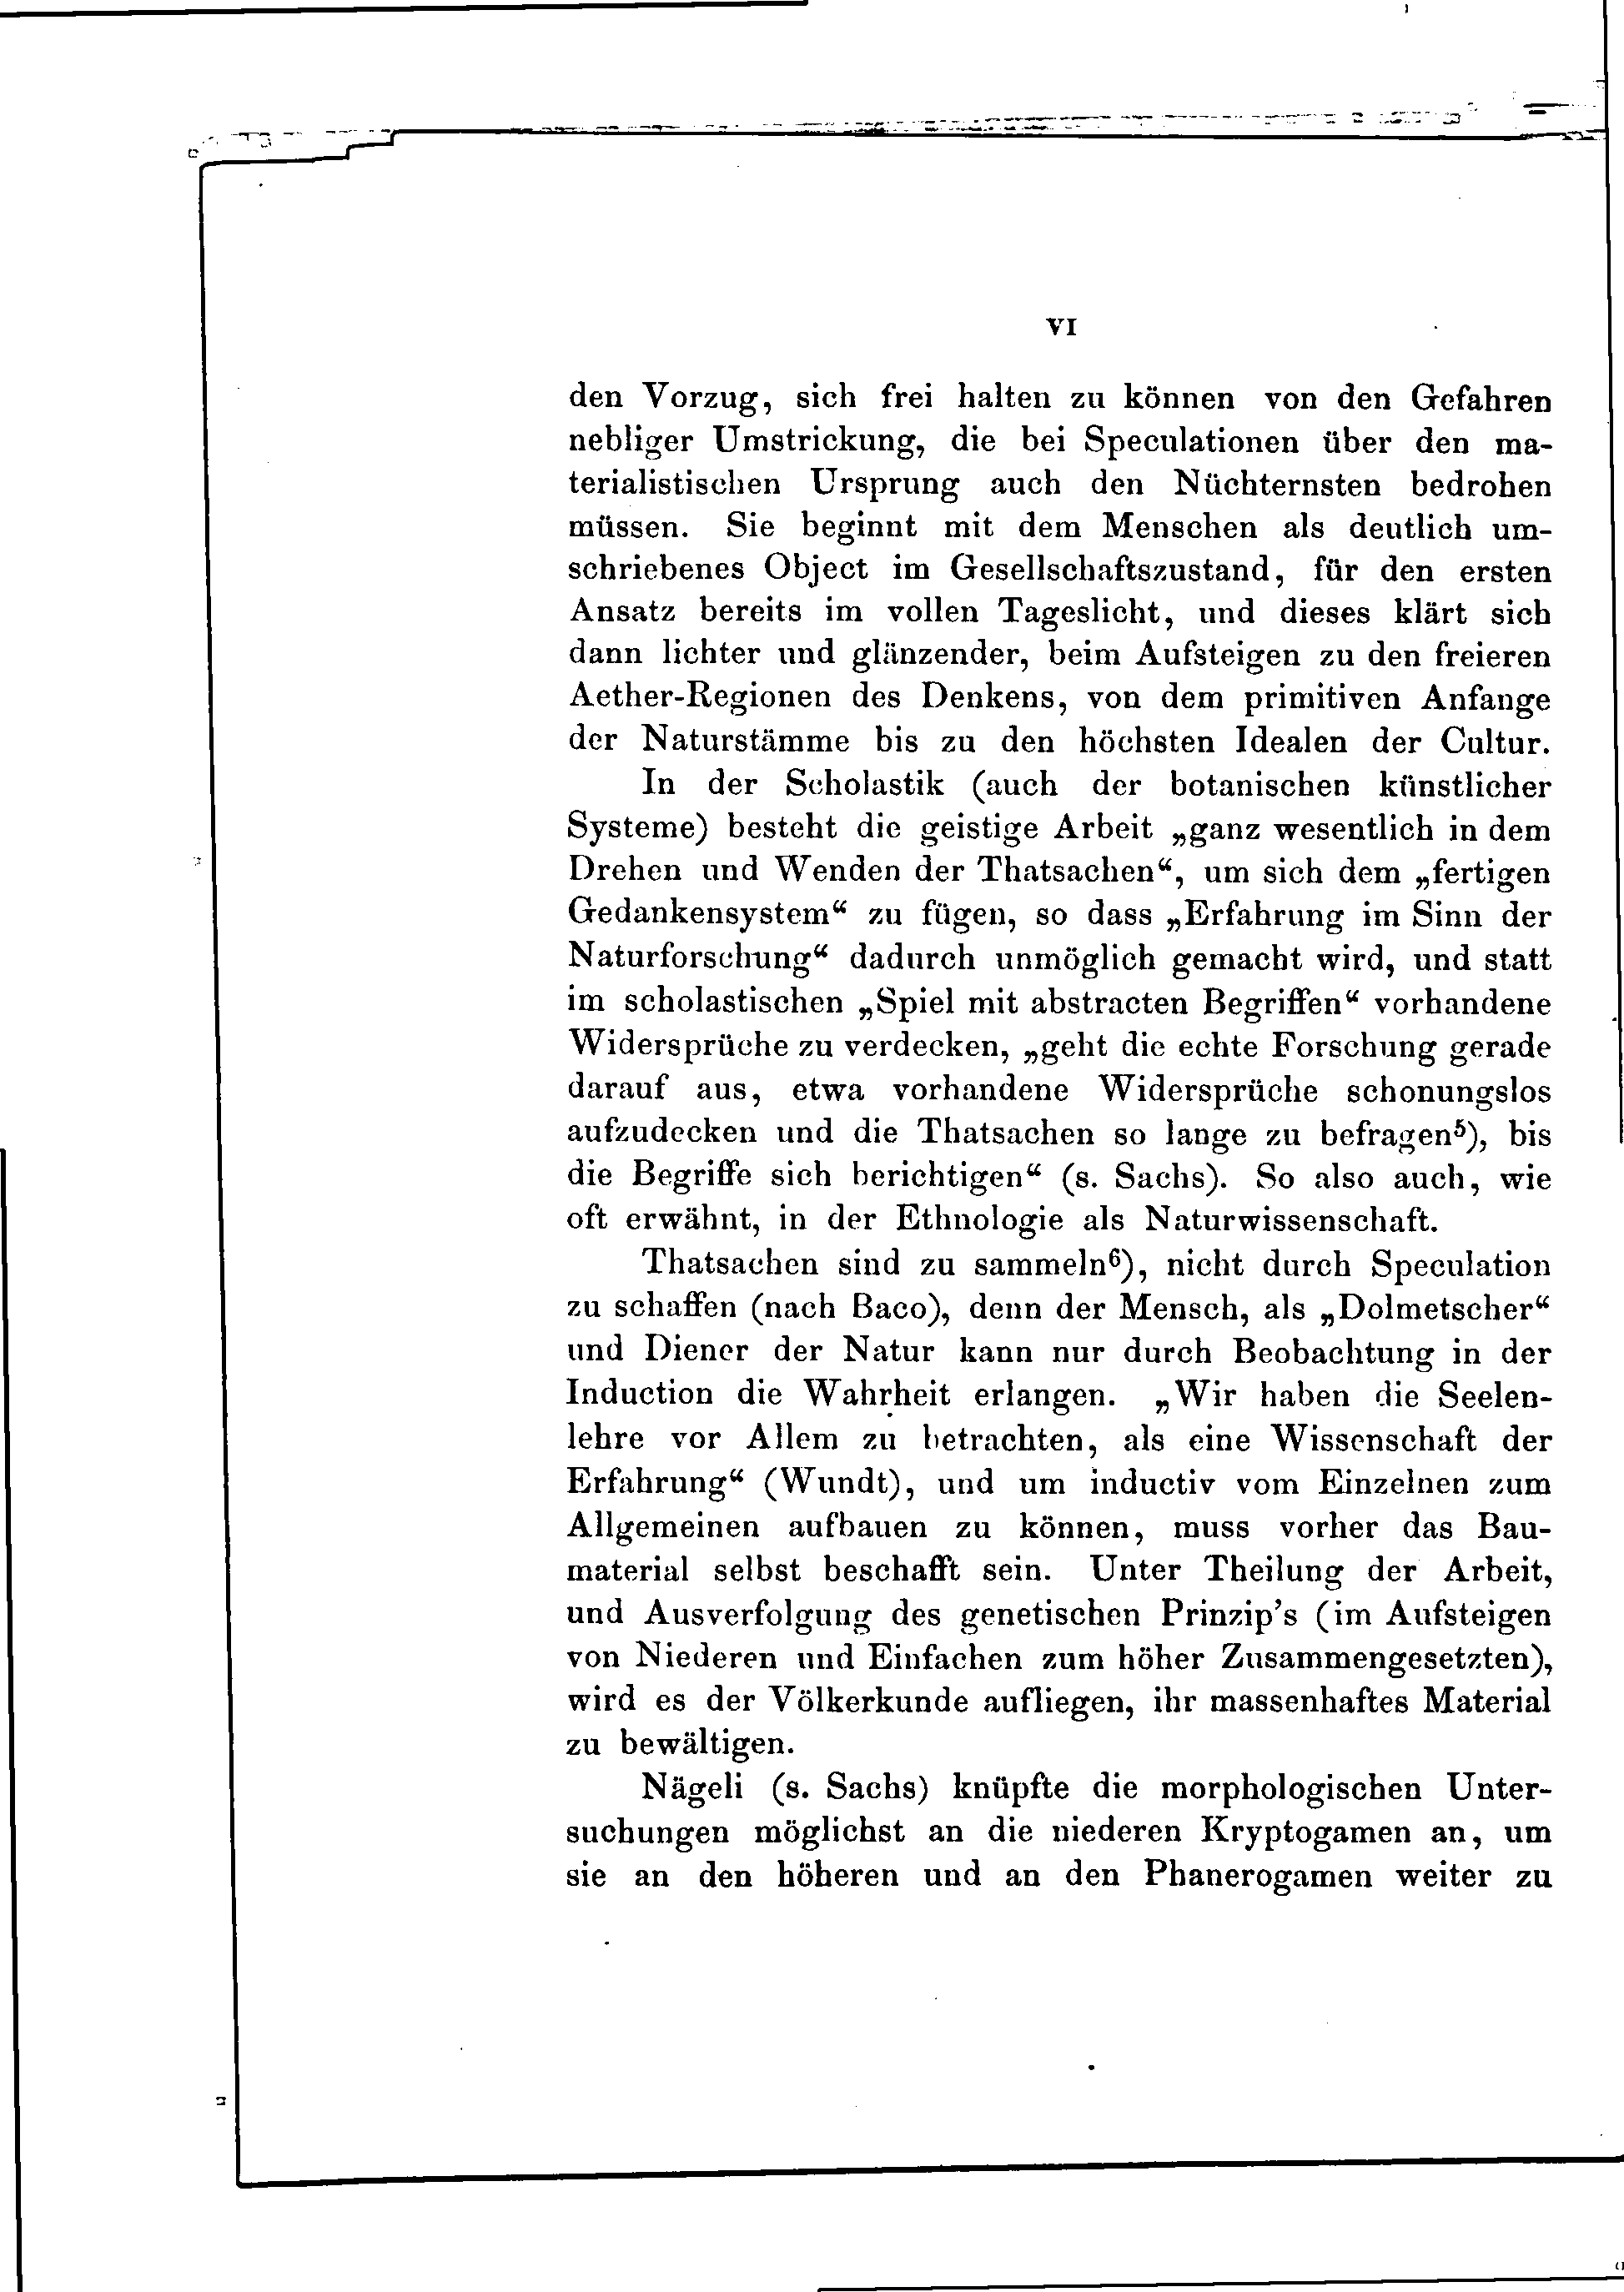 VI
den Vorzug, sich frei halten zu können von den Gefahren
nebliger Umstrickung, die bei Speculationen über den ma-
terialistischen Ursprung auch den Nüchternsten bedrohen
müssen. Sie beginnt mit dem Menschen als deutlich um-
schriebenes Object im Gesellschaftszustand, für den ersten
Ansatz bereits im vollen Tageslicht, und dieses klärt sich
dann lichter und glänzender, beim Aufsteigen zu den freieren
Aether-Regionen des Denkens, von dem primitiven Anfange
der Naturstämme bis zu den höchsten Idealen der Cultur.
In der Scholastik (auch der botanischen künstlicher
Systeme) besteht die geistige Arbeit „ganz wesentlich in dem
Drehen und Wenden der Thatsachen“, um sich dem „fertigen
Gedankensystem“ zu fügen, so dass „Erfahrung im Sinn der
Naturforschung“ dadurch unmöglich gemacht wird, und statt
im scholastischen „Spiel mit abstracten Begriffen“ vorhandene
Widersprüche zu verdecken, „geht die echte Forschung gerade
darauf aus, etwa vorhandene Widersprüche schonungslos
aufzudecken und die Thatsachen so lange zu befragen⁵), bis
die Begriffe sich berichtigen“ (s. Sachs). So also auch, wie
oft erwähnt, in der Ethnologie als Naturwissenschaft.
Thatsachen sind zu sammeln⁶), nicht durch Speculation
zu schaffen (nach Baco), denn der Mensch, als „Dolmetscher“
und Diener der Natur kann nur durch Beobachtung in der
Induction die Wahrheit erlangen. „Wir haben die Seelen-
lehre vor Allem zu betrachten, als eine Wissenschaft der
Erfahrung“ (Wundt), und um inductiv vom Einzelnen zum
Allgemeinen aufbauen zu können, muss vorher das Bau-
material selbst beschafft sein. Unter Theilung der Arbeit,
und Ausverfolgung des genetischen Prinzip's (im Aufsteigen
von Niederen und Einfachen zum höher Zusammengesetzten),
wird es der Völkerkunde aufliegen, ihr massenhaftes Material
zu bewältigen.
Nägeli (s. Sachs) knüpfte die morphologischen Unter-
suchungen möglichst an die niederen Kryptogamen an, um
sie an den höheren und an den Phanerogamen weiter zu